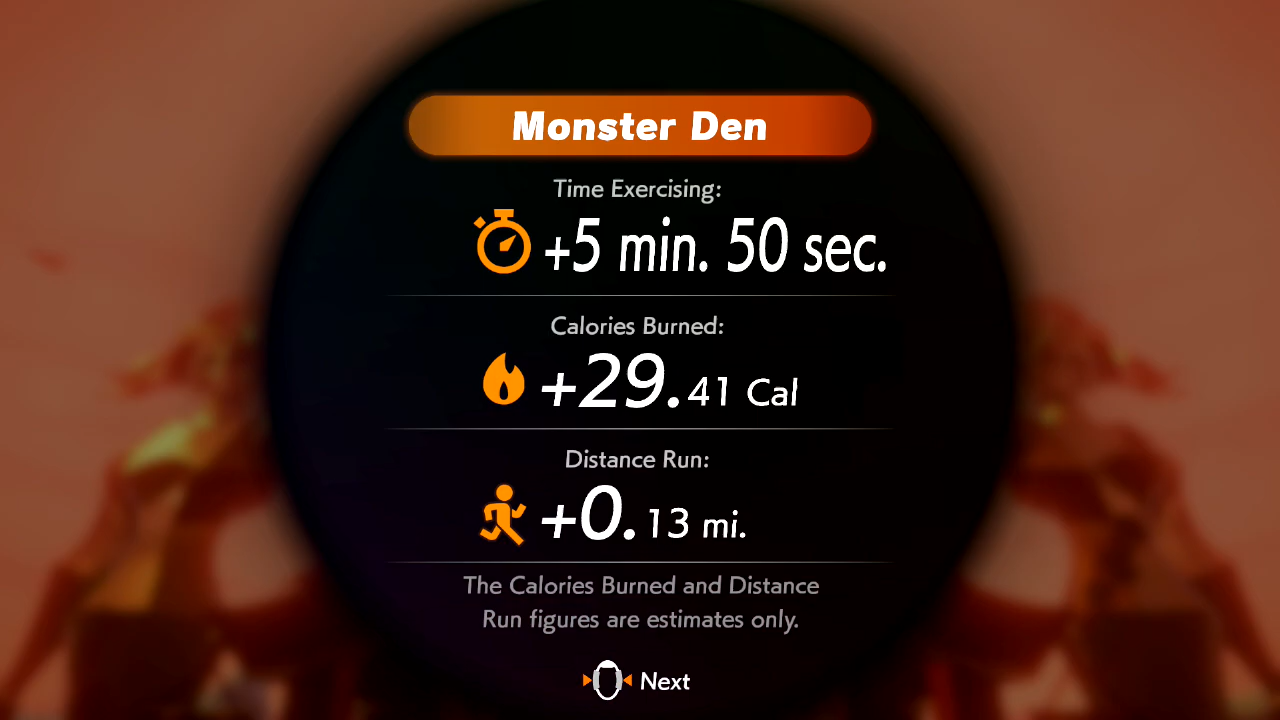 Monster Den
Time Exercising:
+5 min. 50 sec.
Calories Burned:
+29.41 Cal
Distance Run:
+0.13 mi.
The Calories Burned and Distance
Run figures are estimates only.
Next